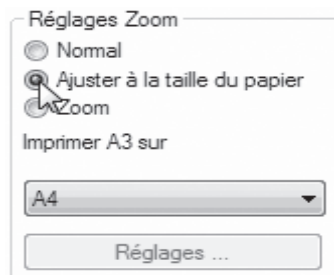 Réglages Zoom
Normal
Ajuster à la taille du papier
Zoom
Imprimer A3 sur
A4
Réglages ...